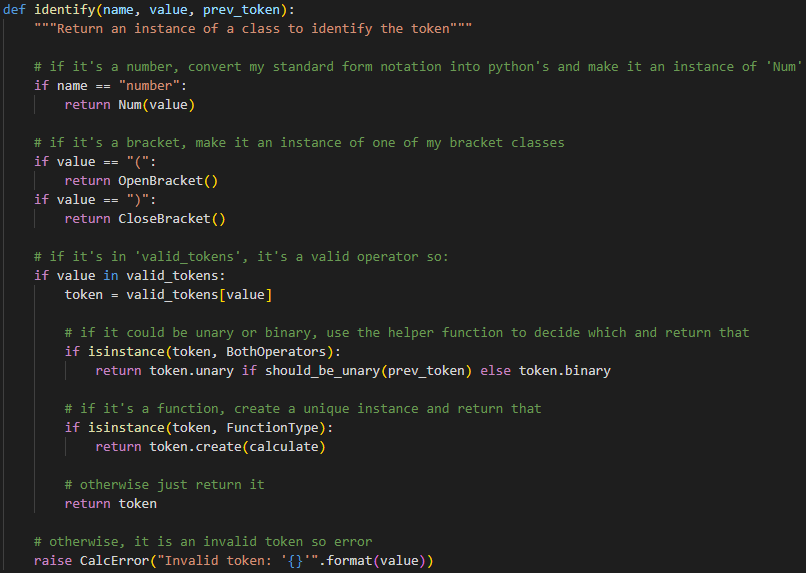 def identify(name, value, prev_token):
    """Return an instance of a class to identify the token"""

    # if it's a number, convert my standard form notation into python's and make it an instance of 'Num'
    if name == "number":
        return Num(value)

    # if it's a bracket, make it an instance of one of my bracket classes
    if value == "(":
        return OpenBracket()
    if value == ")":
        return CloseBracket()

    # if it's in 'valid_tokens', it's a valid operator so:
    if value in valid_tokens:
        token = valid_tokens[value]

        # if it could be unary or binary, use the helper function to decide which and return that
        if isinstance(token, BothOperators):
            return token.unary if should_be_unary(prev_token) else token.binary

        # if it's a function, create a unique instance and return that
        if isinstance(token, FunctionType):
            return token.create(calculate)

        # otherwise just return it
        return token

    # otherwise, it is an invalid token so error
    raise CalcError("Invalid token: '{}'".format(value))